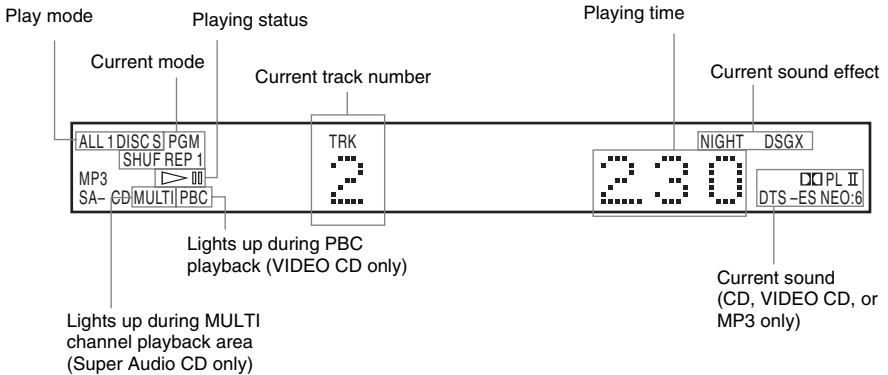 Play mode
Playing status
Playing time
Current mode
Current track number
Current sound effect
ALL 1 DISC S PGM
TRK
NIGHT DSGX
SHUF REP 1
MP3
2
2 3 0
PL II
SA– CD MULTI PBC
DTS –ES NEO:6
Lights up during PBC
playback (VIDEO CD only)
Current sound
(CD, VIDEO CD, or
MP3 only)
Lights up during MULTI
channel playback area
(Super Audio CD only)